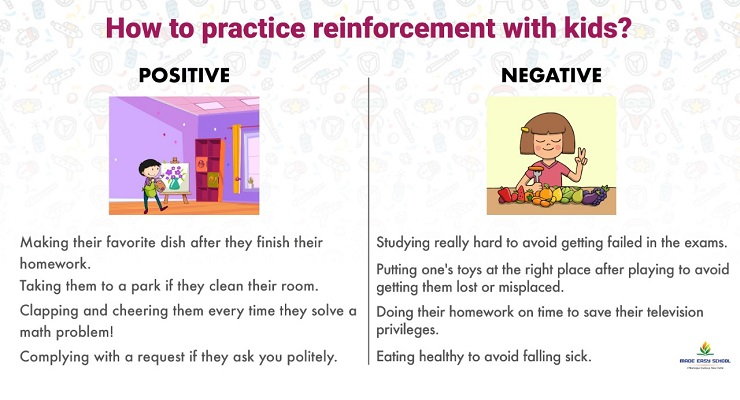 How to practice reinforcement with kids?
POSITIVE
Making their favorite dish after they finish their
homework.
Taking them to a park if they clean their room.
Clapping and cheering them every time they solve a
math problem!
Complying with a request if they ask you politely.
NEGATIVE
Studying really hard to avoid getting failed in the exams.
Putting one's toys at the right place after playing to avoid
getting them lost or misplaced.
Doing their homework on time to save their television
privileges.
Eating healthy to avoid falling sick.
MADE EASY SCHOOL